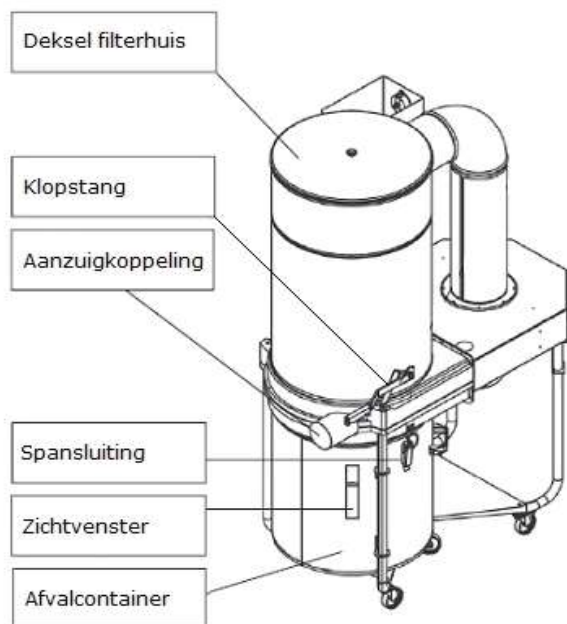 Deksel filterhuis
Klopstang
Aanzuigkoppeling
Spansluiting
Zichtvenster
Afvalcontainer